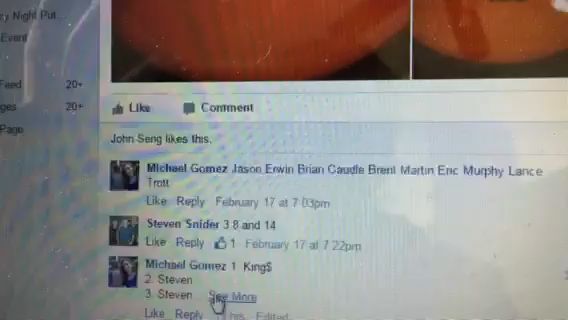 Night Put...
Event
Feed 20+
ges 20+
Page
Like Comment
John Seng likes this.
Michael Gomez Jason Erwin Brian Caudle Brent Martin Eric Murphy Lance
Trott
Like Reply February 17 at 7:03pm
Steven Snider 3.8 and 14
Like Reply 1 February 17 at 7:22pm
Michael Gomez 1. King$
2. Steven
3. Steven... See More
Like Reply hrs Edited